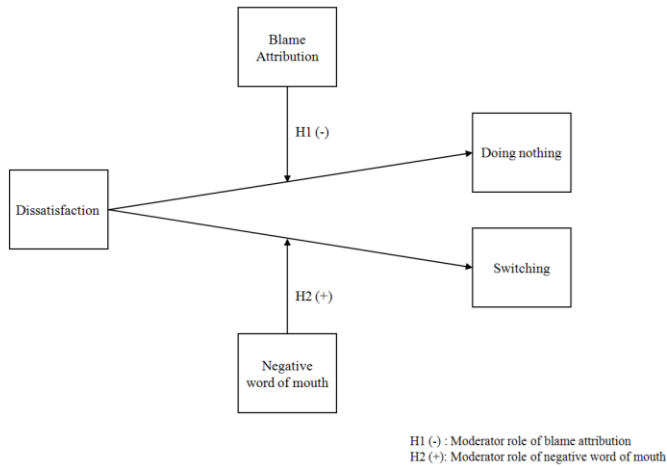 Blame
Attribution
H1 (-)
Doing nothing
Dissatisfaction
Switching
H2 (+)
Negative
word of mouth
H1 (-) : Moderator role of blame attribution
H2 (+): Moderator role of negative word of mouth